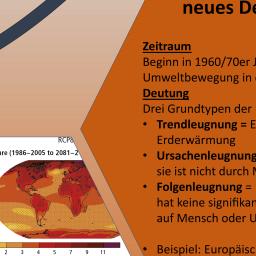 neues De
Zeitraum
Beginn in 1960/70er J
Umweltbewegung in
Deutung
Drei Grundtypen der
• Trendleugnung = E
Erderwärmung
• Ursachenleugnung
sie ist nicht durch M
• Folgenleugnung =
hat keine signifikan
auf Mensch oder U
• Beispiel: Europäisc
RCP8
ure (1986−2005 to 2081−2
2 3 4 5 7 9 11